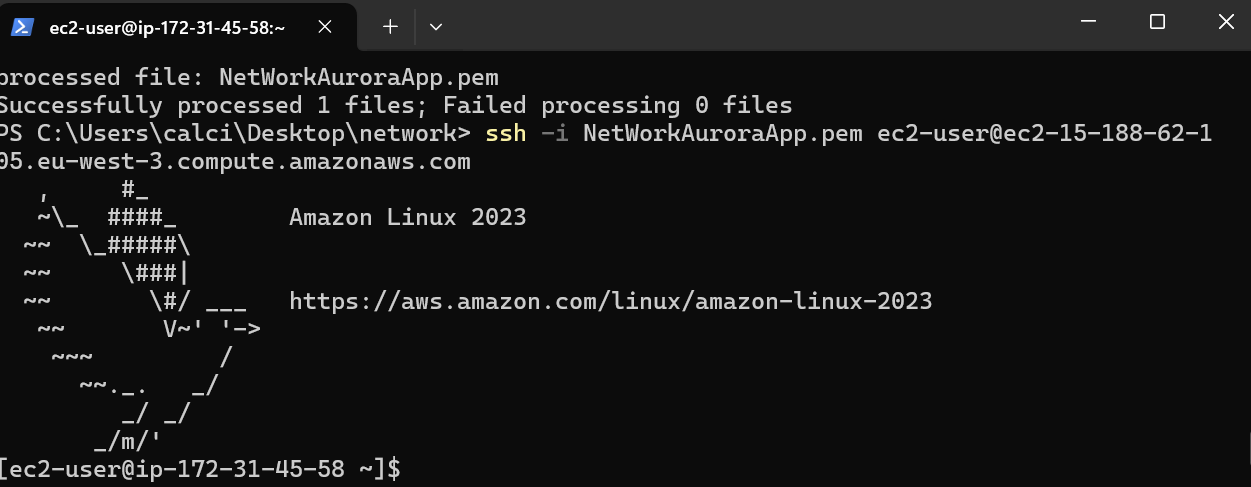 ec2-user@ip-172-31-45-58:~
processed file: NetWorkAuroraApp.pem
Successfully processed 1 files; Failed processing 0 files
PS C:\Users\calci\Desktop\network> ssh -i NetWorkAuroraApp.pem ec2-user@ec2-15-188-62-1
05.eu-west-3.compute.amazonaws.com
   ,     #_
   ~\_  ####_        Amazon Linux 2023
  ~~  \_#####\
  ~~     \###|
  ~~       \#/ ___   https://aws.amazon.com/linux/amazon-linux-2023
   ~~       V~' '->
    ~~~         /
      ~~._.   _/
         _/ _/
       _/m/'
[ec2-user@ip-172-31-45-58 ~]$